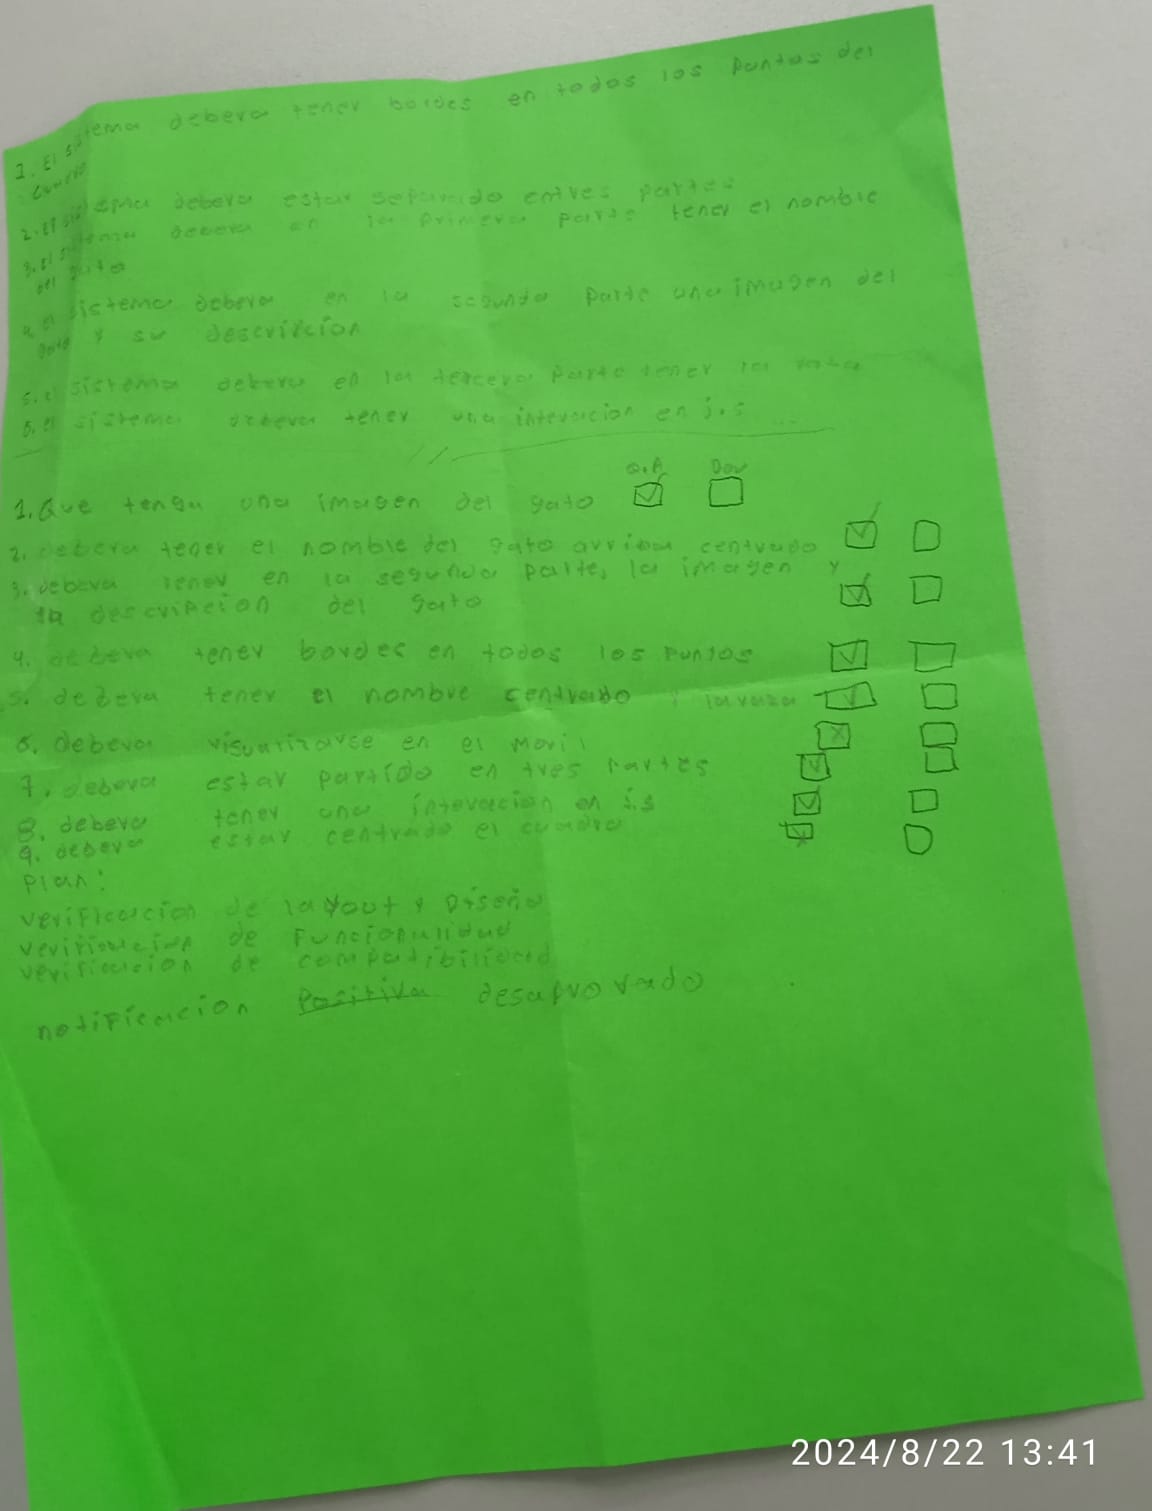 1. El sistema debera tener bordes en todos los puntos del
cuadro
2. El sistema debera estar separado entres partes
3. El sistema debera en la primera parte tener el nombre
del gato
4 el sistema debera en la segunda parte una imagen del
gato y su descripcion
5. el sistema debera en la tercera parte tener la raza
6. el sistema debera tener una interacion en j.s
Q.A Dev
1. Que tenga una imagen del gato
2. debera tener el nombre del gato arriba centrado
3. debera tener en la segunda parte, la imagen y
la descripcion del gato
4. debera tener bordes en todos los puntos
5. debera tener el nombre centrado y la raza
6. debera visualizarse en el movil
7. debera estar partido en tres partes
8. debera tener una interacion en j.s
9. debera estar centrado el cuadro
Plan:
verificacion de layout y Diseño
verificacion de Funcionalidad
verificacion de compatibilidad
notificacion Positiva desaprovado
2024/8/22 13:41